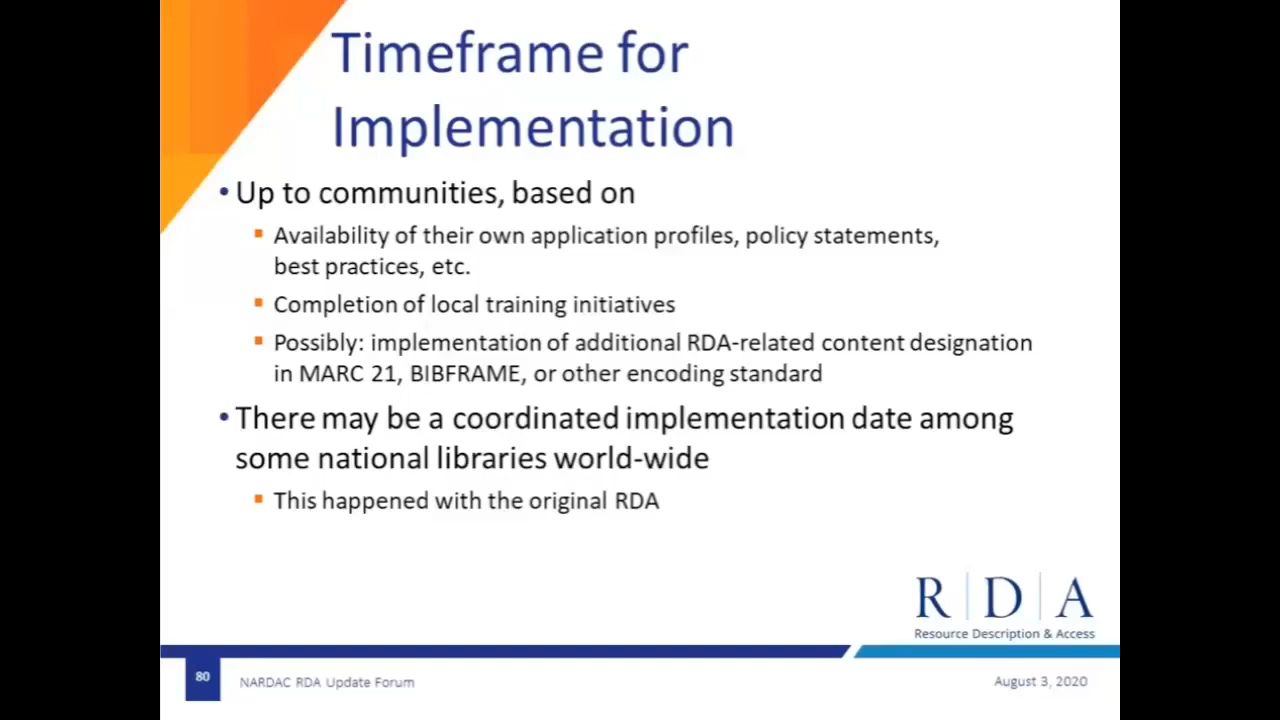 Timeframe for
Implementation
• Up to communities, based on
▪ Availability of their own application profiles, policy statements,
best practices, etc.
▪ Completion of local training initiatives
▪ Possibly: implementation of additional RDA-related content designation
in MARC 21, BIBFRAME, or other encoding standard
• There may be a coordinated implementation date among
some national libraries world-wide
▪ This happened with the original RDA
R|D|A
Resource Description & Access
80
NARDAC RDA Update Forum
August 3, 2020